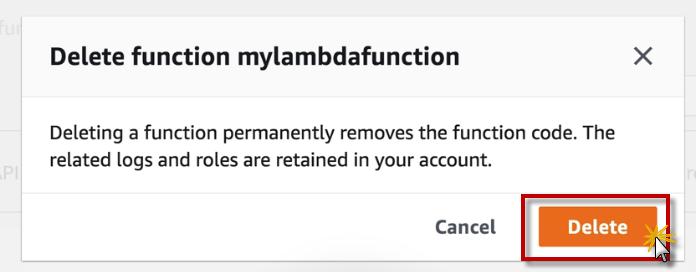 Delete function mylambdafunction
Deleting a function permanently removes the function code. The
related logs and roles are retained in your account.
Cancel
Delete